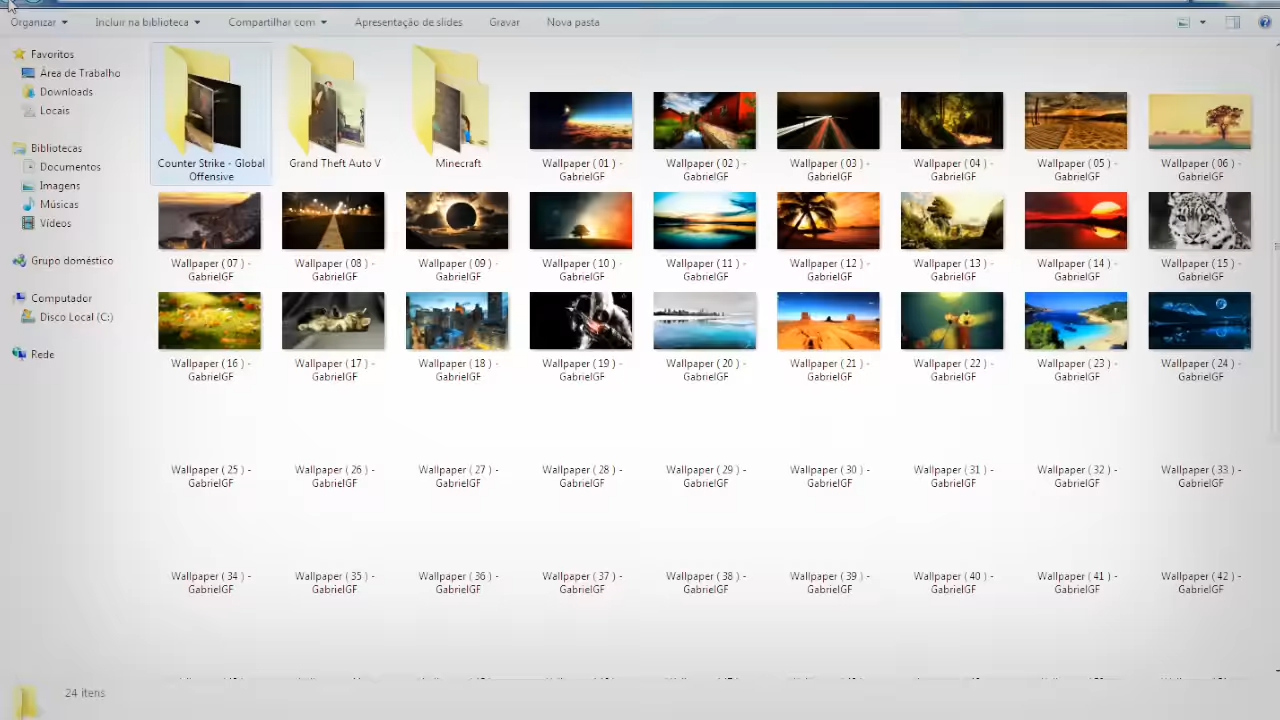 Organizar
Incluir na biblioteca
Compartilhar com
Apresentação de slides
Gravar
Nova pasta
Favoritos
Área de Trabalho
Downloads
Locais
Bibliotecas
Documentos
Imagens
Músicas
Vídeos
Grupo doméstico
Computador
Disco Local (C:)
Rede
Counter Strike - Global
Offensive
Grand Theft Auto V
Minecraft
Wallpaper ( 01 ) -
GabrielGF
Wallpaper ( 02 ) -
GabrielGF
Wallpaper ( 03 ) -
GabrielGF
Wallpaper ( 04 ) -
GabrielGF
Wallpaper ( 05 ) -
GabrielGF
Wallpaper ( 06 ) -
GabrielGF
Wallpaper ( 07 ) -
GabrielGF
Wallpaper ( 08 ) -
GabrielGF
Wallpaper ( 09 ) -
GabrielGF
Wallpaper ( 10 ) -
GabrielGF
Wallpaper ( 11 ) -
GabrielGF
Wallpaper ( 12 ) -
GabrielGF
Wallpaper ( 13 ) -
GabrielGF
Wallpaper ( 14 ) -
GabrielGF
Wallpaper ( 15 ) -
GabrielGF
Wallpaper ( 16 ) -
GabrielGF
Wallpaper ( 17 ) -
GabrielGF
Wallpaper ( 18 ) -
GabrielGF
Wallpaper ( 19 ) -
GabrielGF
Wallpaper ( 20 ) -
GabrielGF
Wallpaper ( 21 ) -
GabrielGF
Wallpaper ( 22 ) -
GabrielGF
Wallpaper ( 23 ) -
GabrielGF
Wallpaper ( 24 ) -
GabrielGF
Wallpaper ( 25 ) -
GabrielGF
Wallpaper ( 26 ) -
GabrielGF
Wallpaper ( 27 ) -
GabrielGF
Wallpaper ( 28 ) -
GabrielGF
Wallpaper ( 29 ) -
GabrielGF
Wallpaper ( 30 ) -
GabrielGF
Wallpaper ( 31 ) -
GabrielGF
Wallpaper ( 32 ) -
GabrielGF
Wallpaper ( 33 ) -
GabrielGF
Wallpaper ( 34 ) -
GabrielGF
Wallpaper ( 35 ) -
GabrielGF
Wallpaper ( 36 ) -
GabrielGF
Wallpaper ( 37 ) -
GabrielGF
Wallpaper ( 38 ) -
GabrielGF
Wallpaper ( 39 ) -
GabrielGF
Wallpaper ( 40 ) -
GabrielGF
Wallpaper ( 41 ) -
GabrielGF
Wallpaper ( 42 ) -
GabrielGF
24 itens